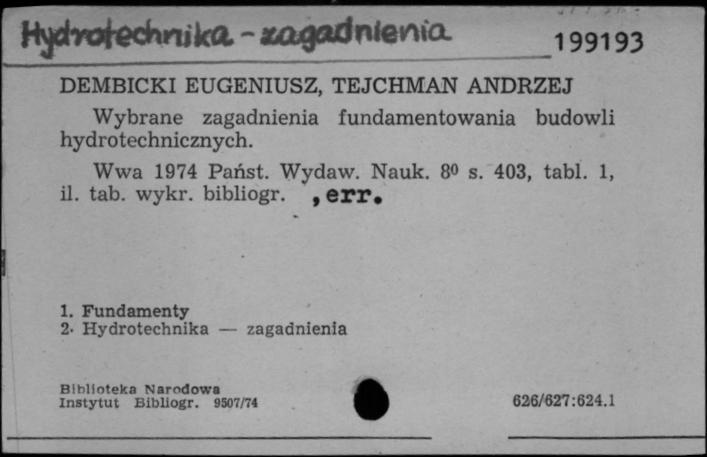 Hydrotechnika - zagadnienia
199193
DEMBICKI EUGENIUSZ, TEJCHMAN ANDRZEJ
Wybrane zagadnienia fundamentowania budowli
hydrotechnicznych.
Wwa 1974 Państ. Wydaw. Nauk. 8⁰ s. 403, tabl. 1,
il. tab. wykr. bibliogr. , err.
1. Fundamenty
2. Hydrotechnika — zagadnienia
Biblioteka Narodowa
Instytut Bibliogr. 9507/74
626/627:624.1